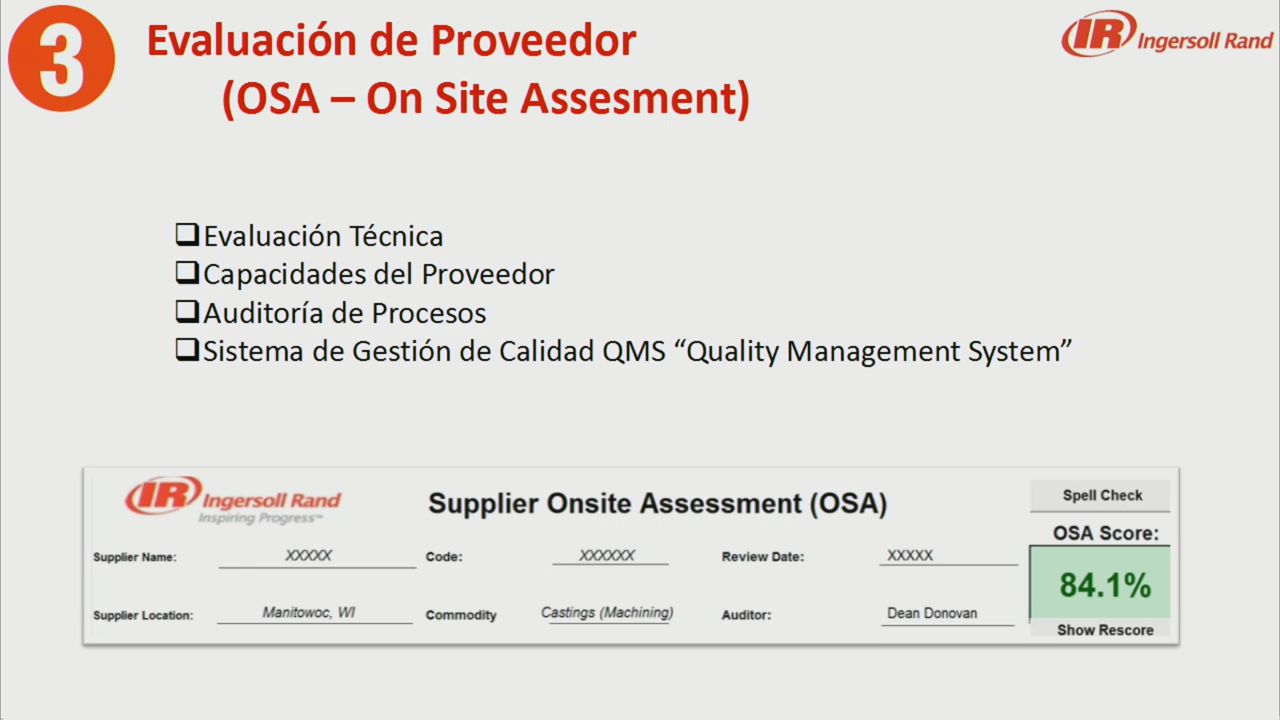 3
Evaluación de Proveedor
(OSA – On Site Assesment)
IR Ingersoll Rand
❑Evaluación Técnica
❑Capacidades del Proveedor
❑Auditoría de Procesos
❑Sistema de Gestión de Calidad QMS “Quality Management System”
IR Ingersoll Rand
Inspiring Progress™
Supplier Onsite Assessment (OSA)
Spell Check
OSA Score:
Supplier Name: XXXXX Code: XXXXXX Review Date: XXXXX
84.1%
Supplier Location: Manitowoc, WI Commodity Castings (Machining) Auditor: Dean Donovan
Show Rescore